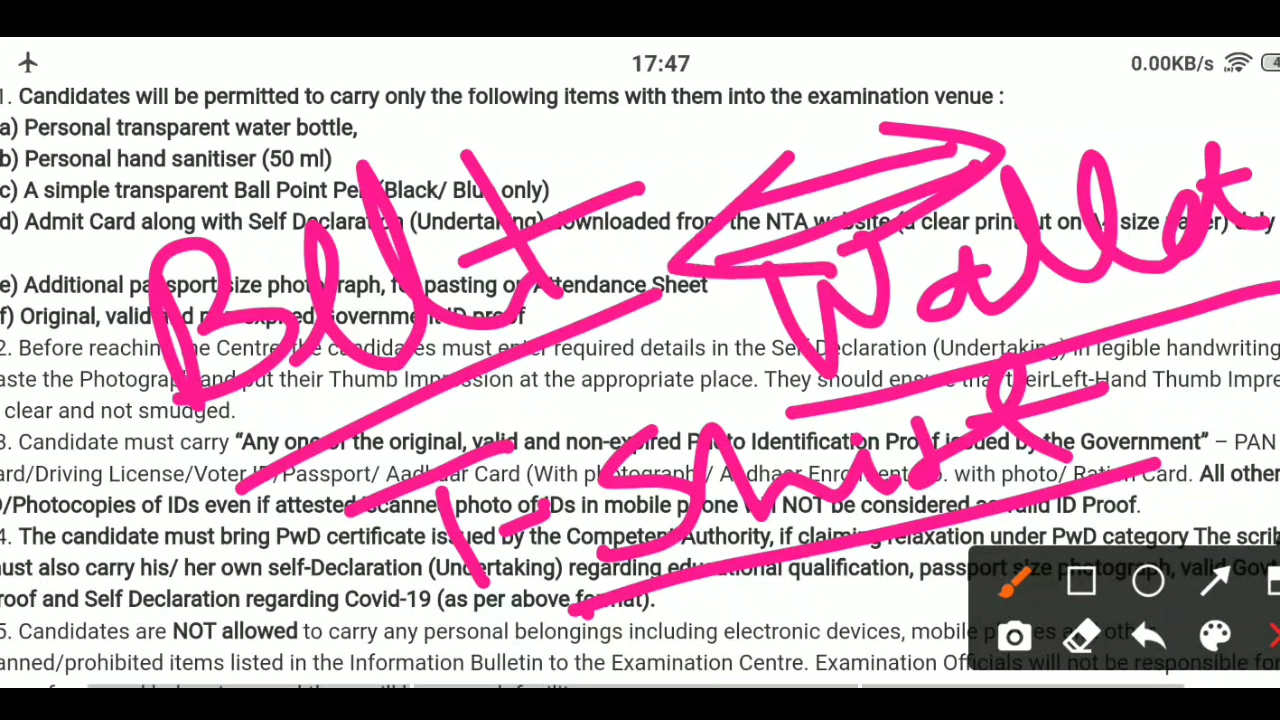 17:47 0.00KB/s 4
1. Candidates will be permitted to carry only the following items with them into the examination venue :
a) Personal transparent water bottle,
b) Personal hand sanitiser (50 ml)
c) A simple transparent Ball Point Pen (Black/ Blue only)
d) Admit Card along with Self Declaration (Undertaking) downloaded from the NTA website (a clear printout on A4 size paper) duly
e) Additional passport size photograph, for pasting on Attendance Sheet
f) Original, valid and non-expired Government ID proof
Belt Wallet
2. Before reaching the Centre, the candidates must enter required details in the Self Declaration (Undertaking) in legible handwriting
aste the Photograph and put their Thumb Impression at the appropriate place. They should ensure that theirLeft-Hand Thumb Impre
clear and not smudged.
3. Candidate must carry “Any one of the original, valid and non-expired Photo Identification Proof issued by the Government” – PAN
ard/Driving License/Voter ID/Passport/ Aadhaar Card (With photograph)/ Aadhaar Enrolment No. with photo/ Ration Card. All other
D/Photocopies of IDs even if attested/scanned photo of IDs in mobile phone will NOT be considered as valid ID Proof.
T-Shirt
4. The candidate must bring PwD certificate issued by the Competent Authority, if claiming relaxation under PwD category The scrib
ust also carry his/ her own self-Declaration (Undertaking) regarding educational qualification, passport size photograph, valid Gov
roof and Self Declaration regarding Covid-19 (as per above format).
5. Candidates are NOT allowed to carry any personal belongings including electronic devices, mobile phones and other
anned/prohibited items listed in the Information Bulletin to the Examination Centre. Examination Officials will not be responsible for